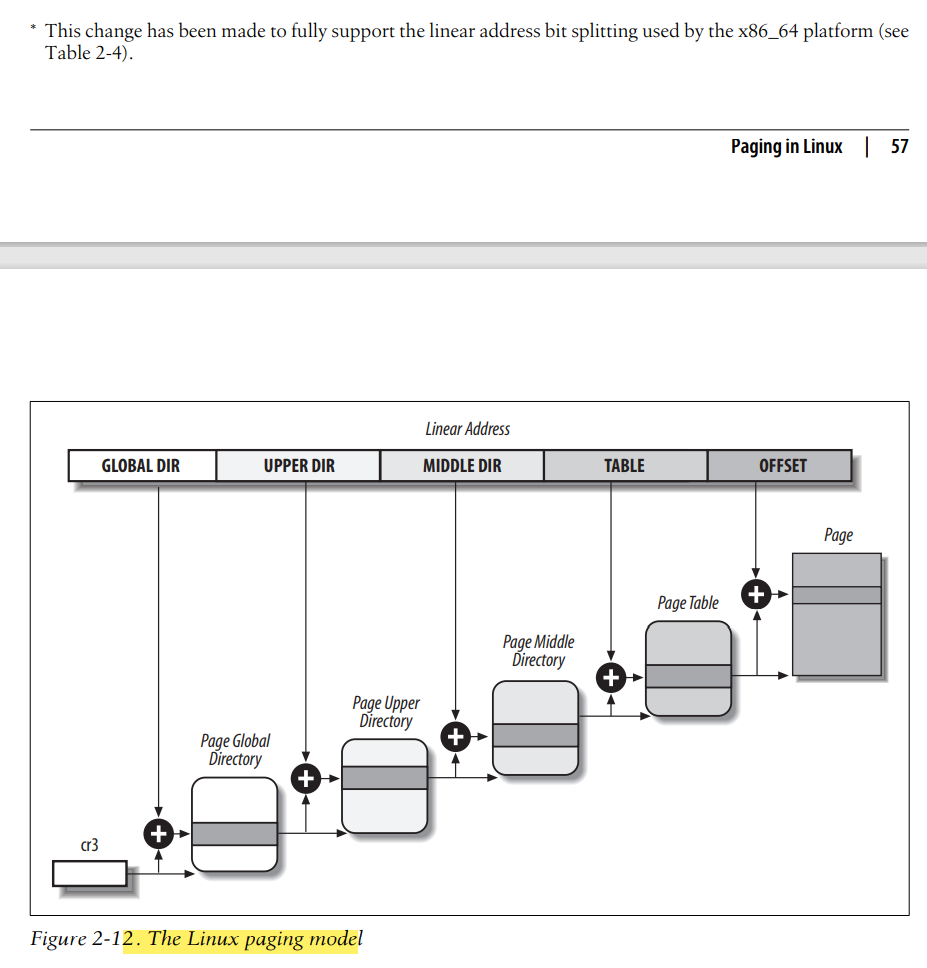 * This change has been made to fully support the linear address bit splitting used by the x86_64 platform (see
Table 2-4).
Paging in Linux | 57
Linear Address
GLOBAL DIR UPPER DIR MIDDLE DIR TABLE OFFSET
Page
Page Table
Page Middle
Directory
Page Upper
Directory
Page Global
Directory
cr3
Figure 2-12. The Linux paging model